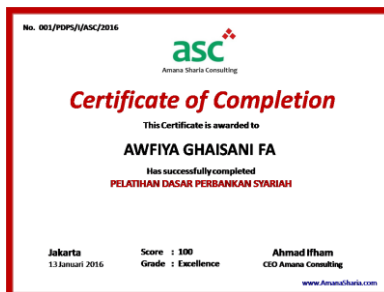 No. 001/PDPS/I/ASC/2016
asc
Amana Sharia Consulting
Certificate of Completion
This Certificate is awarded to
AWFIYA GHAISANI FA
Has successfully completed
PELATIHAN DASAR PERBANKAN SYARIAH
Jakarta
13 Januari 2016
Score : 100
Grade : Excellence
Ahmad Ifham
CEO Amana Consulting
www.AmanaSharia.com